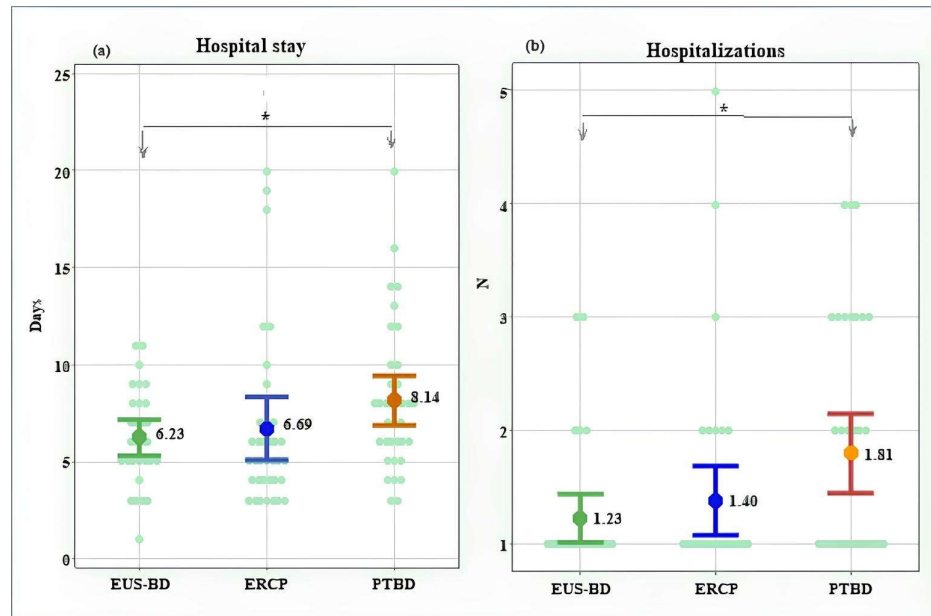 (a)
Hospital stay
25
20
15
10
5
0
Day%
*
6.23
6.69
8.14
EUS-BD ERCP PTBD
(b)
Hospitalizations
5
4
3
2
1
N
*
1.23
1.40
1.81
EUS-BD ERCP PTBD